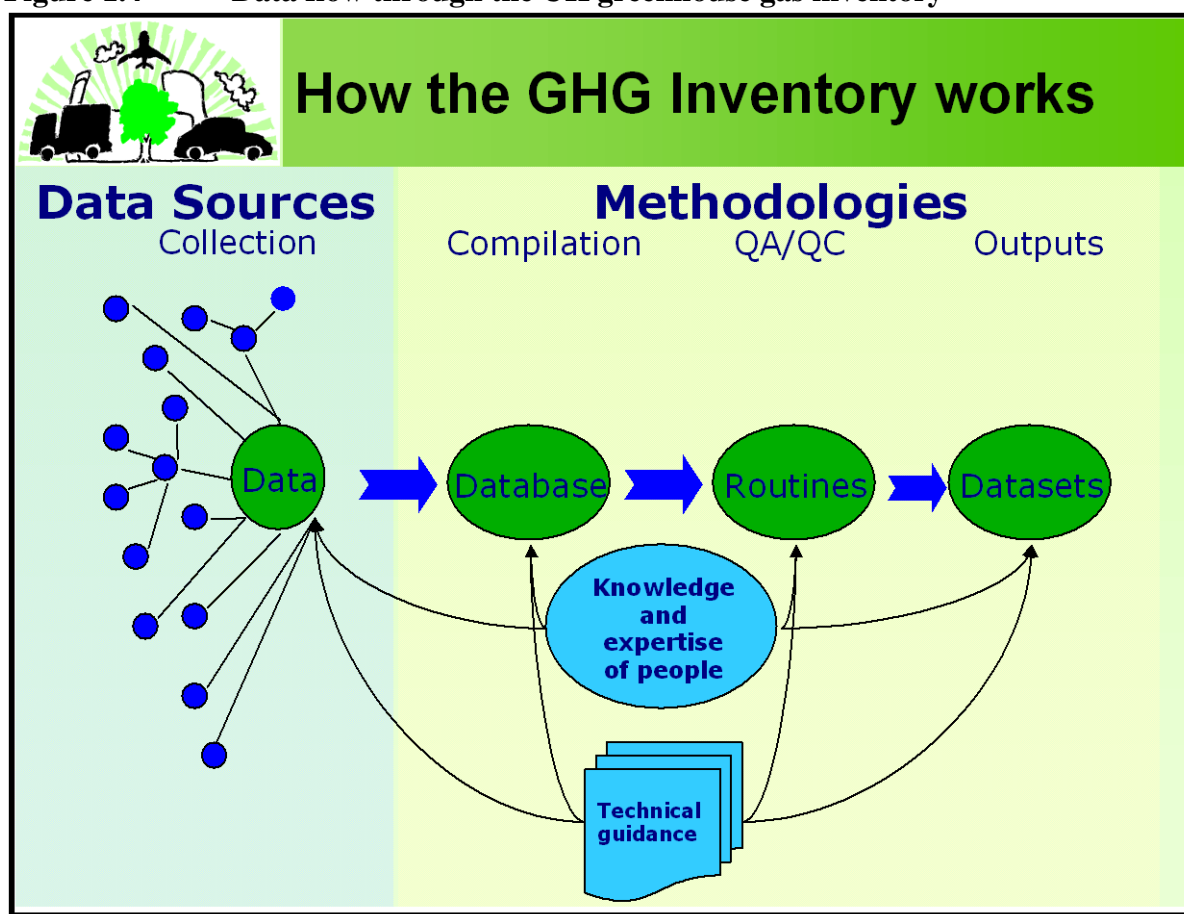 How the GHG Inventory works
Data Sources
Methodologies
Collection
Compilation
QA/QC
Outputs
Data
Database
Routines
Datasets
Knowledge
and
expertise
of people
Technical
guidance